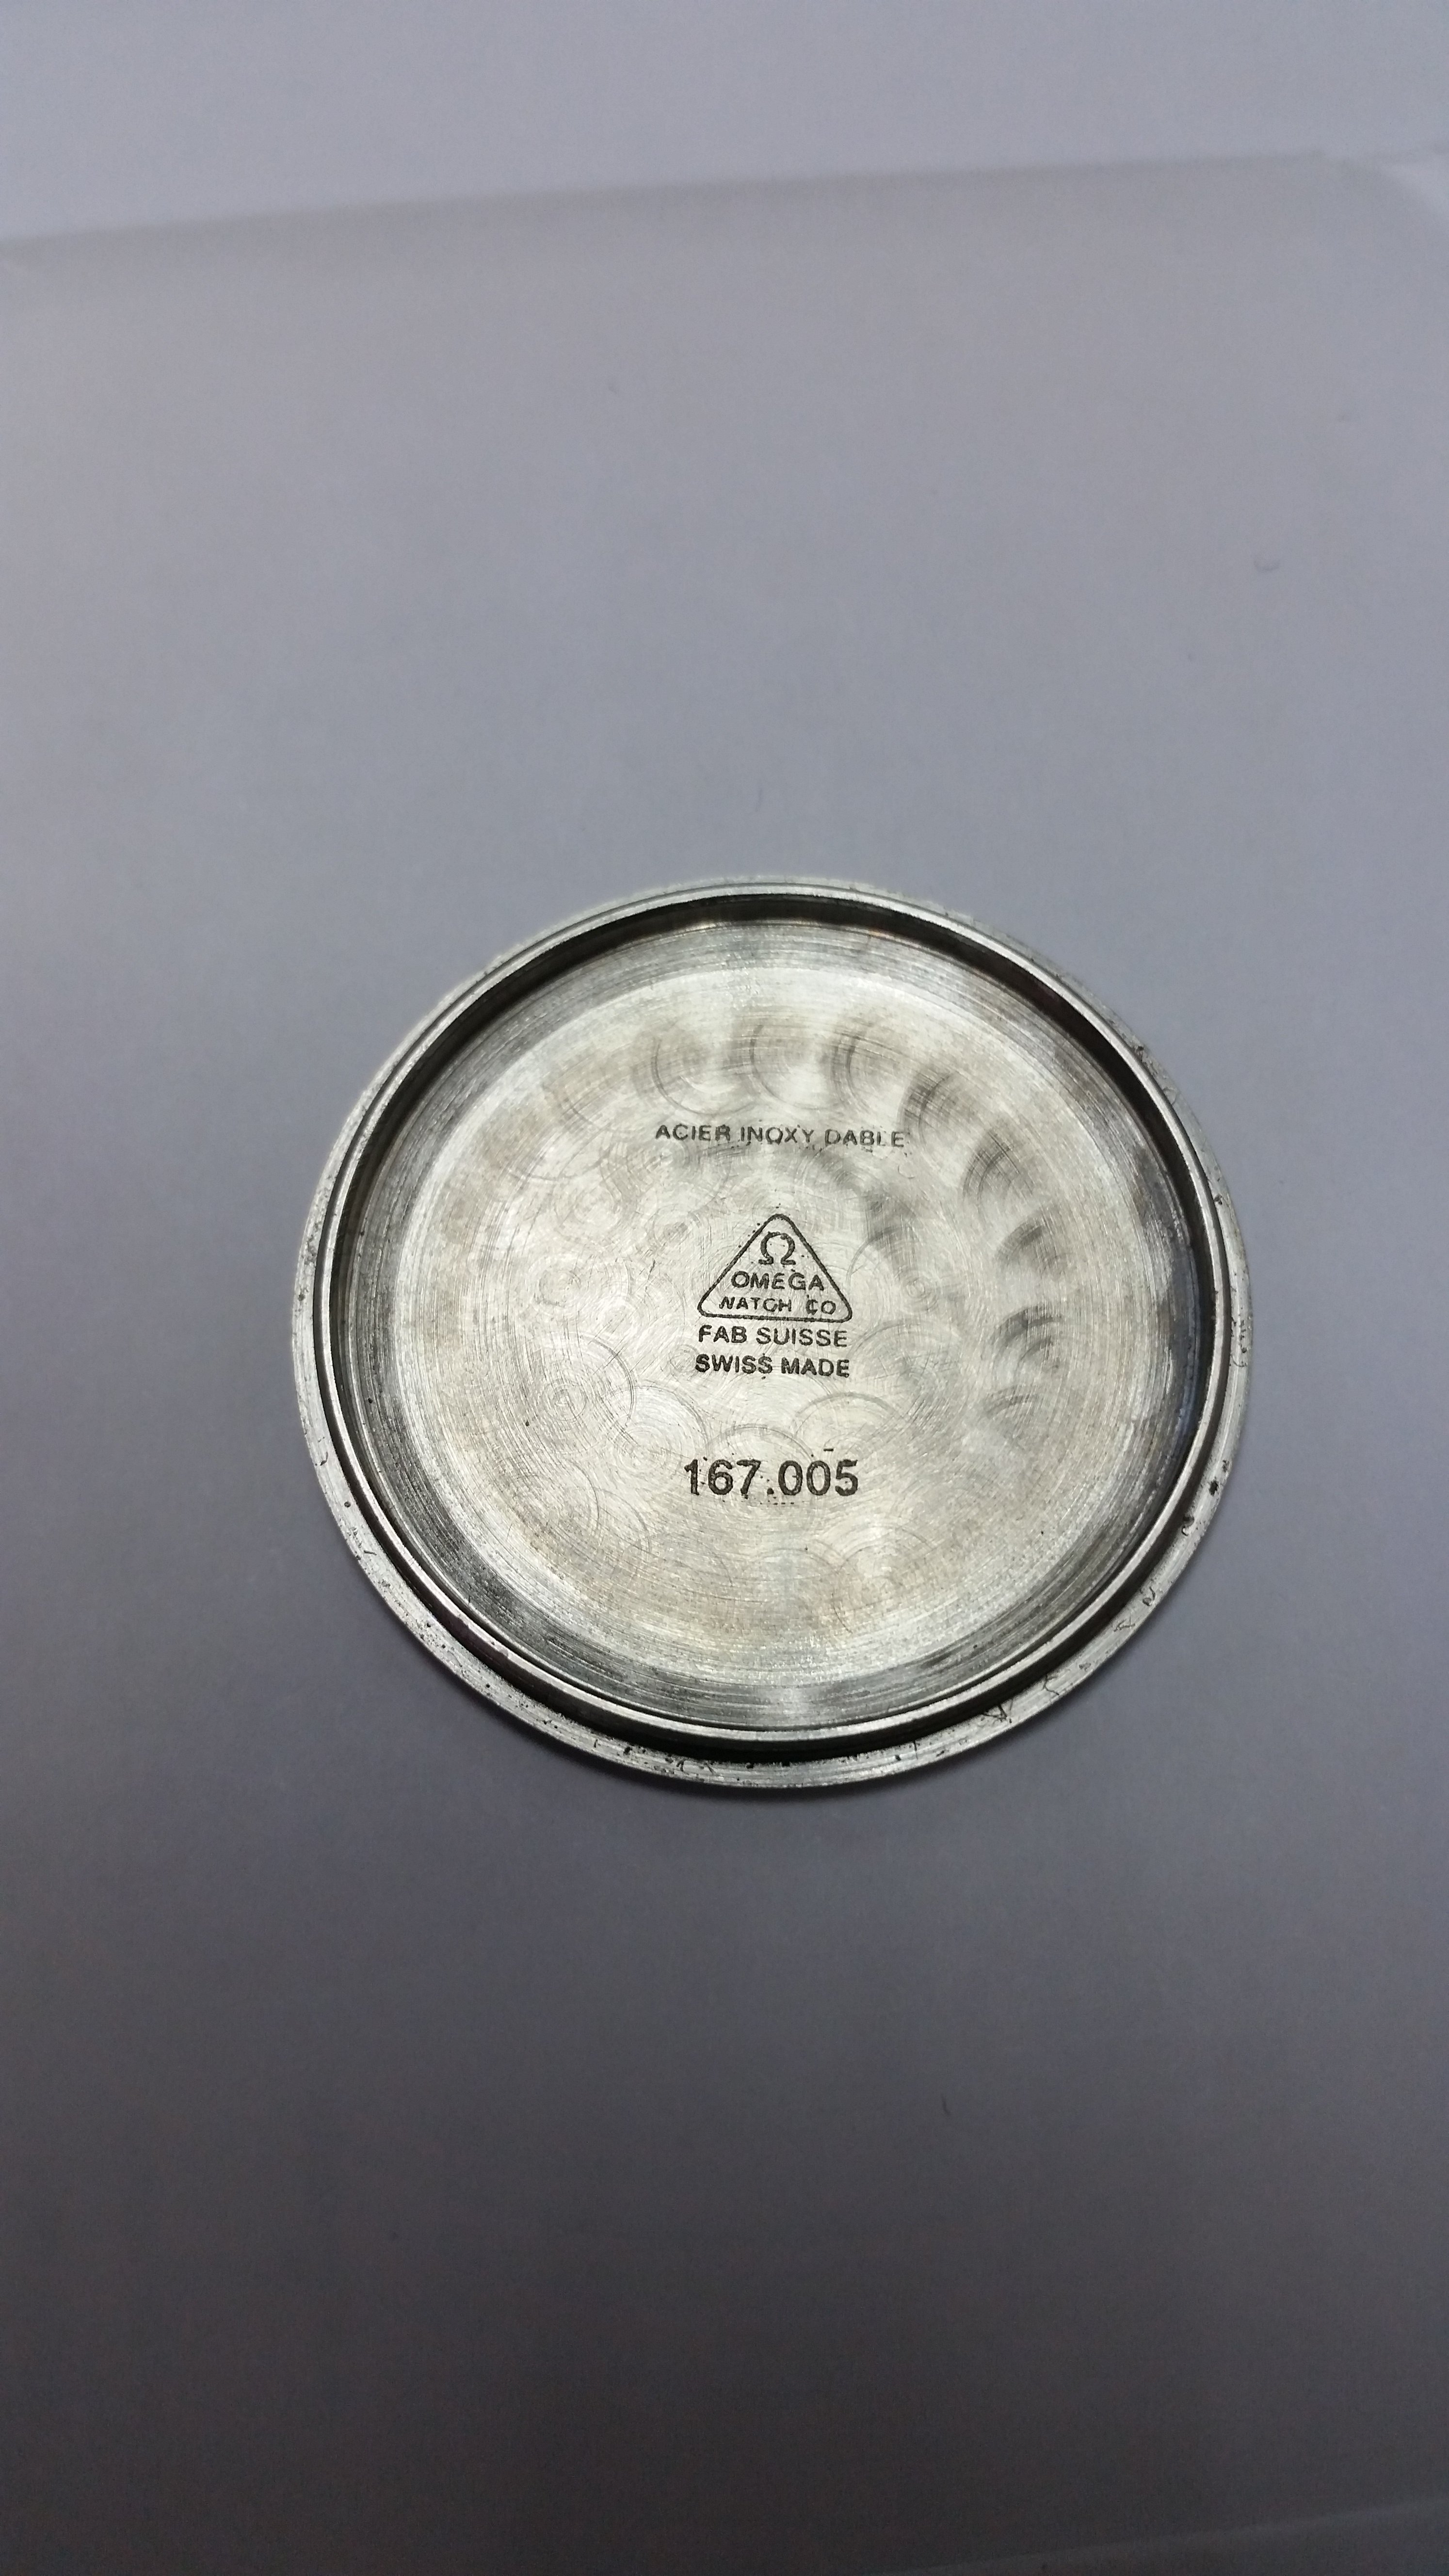 ACIER INOXY DABLE
Ω
OMEGA
WATCH CO
FAB SUISSE
SWISS MADE
167.005